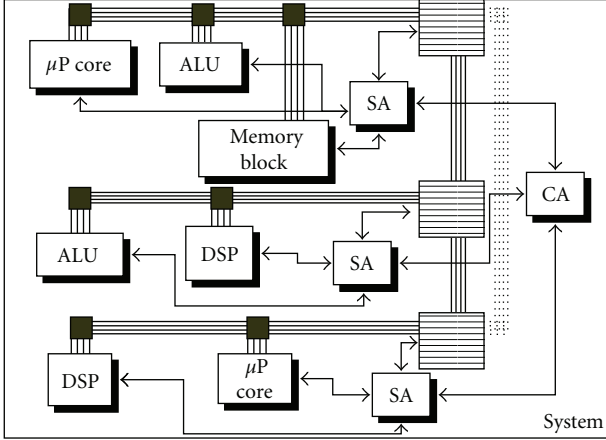 µP core
ALU
SA
Memory
block
CA
ALU
DSP
SA
DSP
µP
core
SA
System